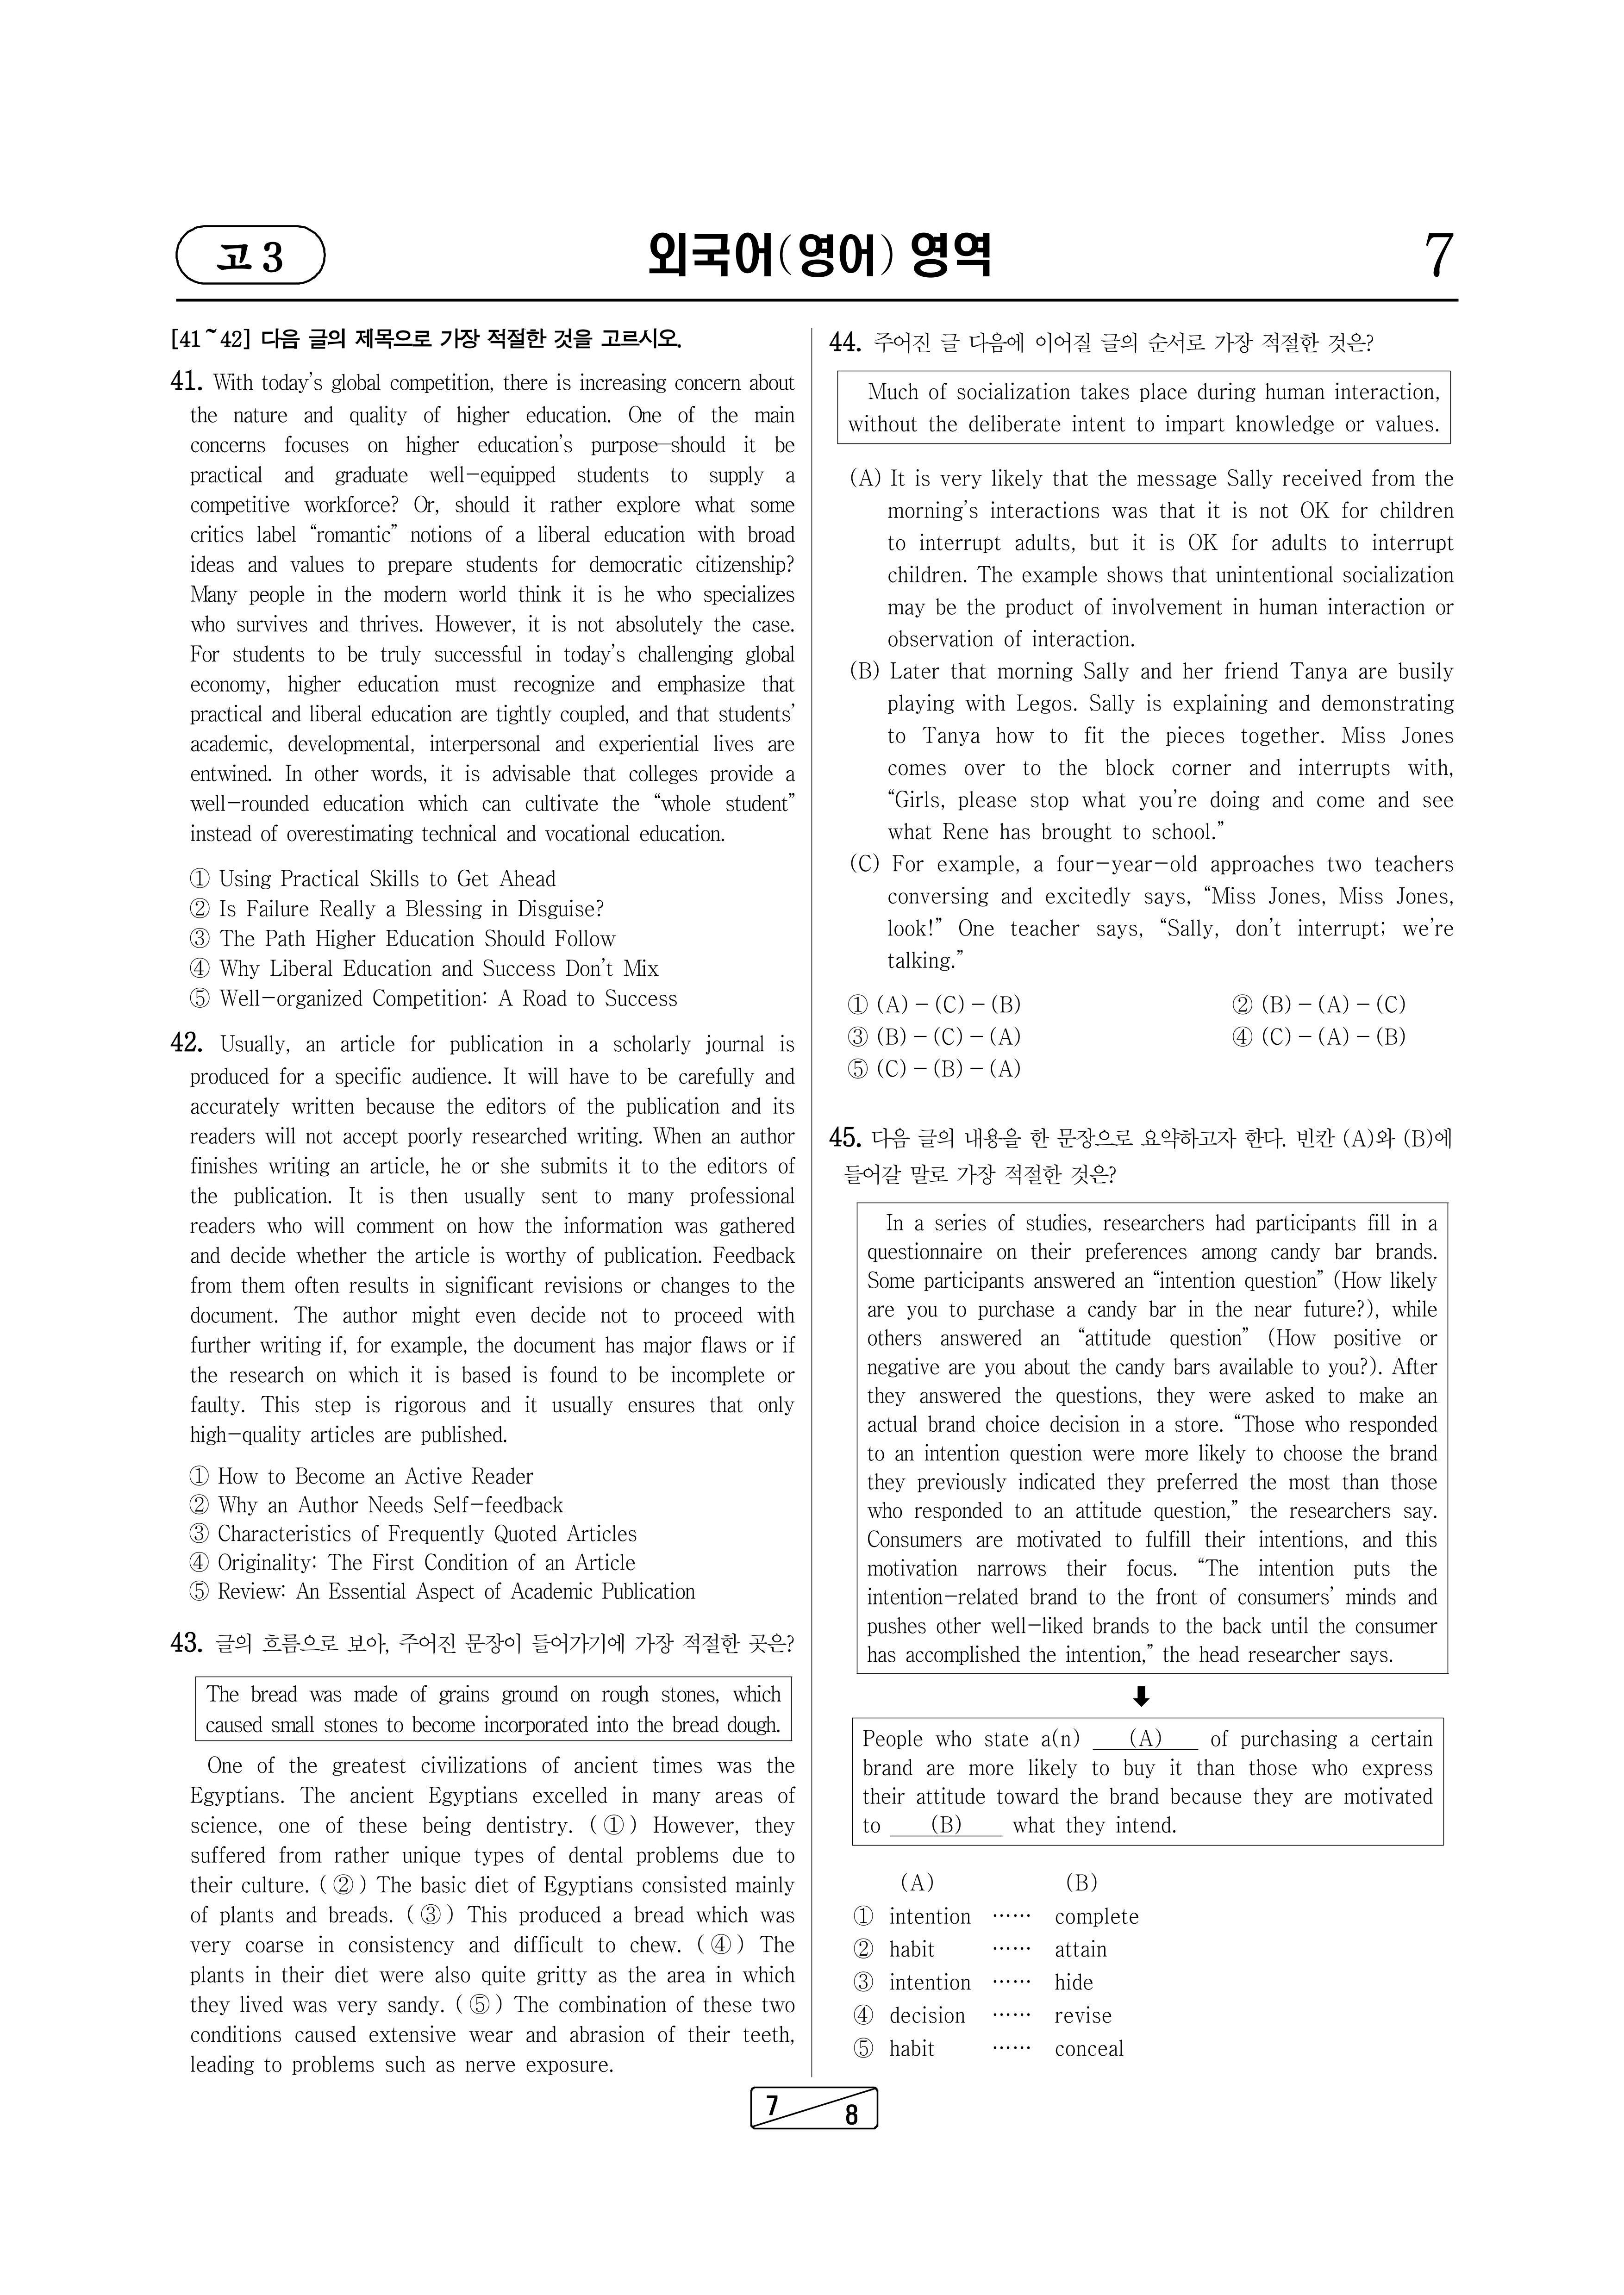 고 3
외국어(영어) 영역
7
[41~42] 다음 글의 제목으로 가장 적절한 것을 고르시오.
41. With today's global competition, there is increasing concern about
the nature and quality of higher education. One of the main
concerns focuses on higher education's purpose—should it be
practical and graduate well-equipped students to supply a
competitive workforce? Or, should it rather explore what some
critics label “romantic” notions of a liberal education with broad
ideas and values to prepare students for democratic citizenship?
Many people in the modern world think it is he who specializes
who survives and thrives. However, it is not absolutely the case.
For students to be truly successful in today's challenging global
economy, higher education must recognize and emphasize that
practical and liberal education are tightly coupled, and that students'
academic, developmental, interpersonal and experiential lives are
entwined. In other words, it is advisable that colleges provide a
well-rounded education which can cultivate the “whole student”
instead of overestimating technical and vocational education.
① Using Practical Skills to Get Ahead
② Is Failure Really a Blessing in Disguise?
③ The Path Higher Education Should Follow
④ Why Liberal Education and Success Don't Mix
⑤ Well-organized Competition: A Road to Success
42. Usually, an article for publication in a scholarly journal is
produced for a specific audience. It will have to be carefully and
accurately written because the editors of the publication and its
readers will not accept poorly researched writing. When an author
finishes writing an article, he or she submits it to the editors of
the publication. It is then usually sent to many professional
readers who will comment on how the information was gathered
and decide whether the article is worthy of publication. Feedback
from them often results in significant revisions or changes to the
document. The author might even decide not to proceed with
further writing if, for example, the document has major flaws or if
the research on which it is based is found to be incomplete or
faulty. This step is rigorous and it usually ensures that only
high-quality articles are published.
① How to Become an Active Reader
② Why an Author Needs Self-feedback
③ Characteristics of Frequently Quoted Articles
④ Originality: The First Condition of an Article
⑤ Review: An Essential Aspect of Academic Publication
43. 글의 흐름으로 보아, 주어진 문장이 들어가기에 가장 적절한 곳은?
The bread was made of grains ground on rough stones, which
caused small stones to become incorporated into the bread dough.
One of the greatest civilizations of ancient times was the
Egyptians. The ancient Egyptians excelled in many areas of
science, one of these being dentistry. ( ① ) However, they
suffered from rather unique types of dental problems due to
their culture. ( ② ) The basic diet of Egyptians consisted mainly
of plants and breads. ( ③ ) This produced a bread which was
very coarse in consistency and difficult to chew. ( ④ ) The
plants in their diet were also quite gritty as the area in which
they lived was very sandy. ( ⑤ ) The combination of these two
conditions caused extensive wear and abrasion of their teeth,
leading to problems such as nerve exposure.
44. 주어진 글 다음에 이어질 글의 순서로 가장 적절한 것은?
Much of socialization takes place during human interaction,
without the deliberate intent to impart knowledge or values.
(A) It is very likely that the message Sally received from the
morning's interactions was that it is not OK for children
to interrupt adults, but it is OK for adults to interrupt
children. The example shows that unintentional socialization
may be the product of involvement in human interaction or
observation of interaction.
(B) Later that morning Sally and her friend Tanya are busily
playing with Legos. Sally is explaining and demonstrating
to Tanya how to fit the pieces together. Miss Jones
comes over to the block corner and interrupts with,
“Girls, please stop what you're doing and come and see
what Rene has brought to school.”
(C) For example, a four-year-old approaches two teachers
conversing and excitedly says, “Miss Jones, Miss Jones,
look!” One teacher says, “Sally, don't interrupt; we're
talking.”
① (A)-(C)-(B) ② (B)-(A)-(C)
③ (B)-(C)-(A) ④ (C)-(A)-(B)
⑤ (C)-(B)-(A)
45. 다음 글의 내용을 한 문장으로 요약하고자 한다. 빈칸 (A)와 (B)에
들어갈 말로 가장 적절한 것은?
In a series of studies, researchers had participants fill in a
questionnaire on their preferences among candy bar brands.
Some participants answered an “intention question” (How likely
are you to purchase a candy bar in the near future?), while
others answered an “attitude question” (How positive or
negative are you about the candy bars available to you?). After
they answered the questions, they were asked to make an
actual brand choice decision in a store. “Those who responded
to an intention question were more likely to choose the brand
they previously indicated they preferred the most than those
who responded to an attitude question,” the researchers say.
Consumers are motivated to fulfill their intentions, and this
motivation narrows their focus. “The intention puts the
intention-related brand to the front of consumers' minds and
pushes other well-liked brands to the back until the consumer
has accomplished the intention,” the head researcher says.
People who state a(n) (A) of purchasing a certain
brand are more likely to buy it than those who express
their attitude toward the brand because they are motivated
to (B) what they intend.
(A) (B)
① intention …… complete
② habit …… attain
③ intention …… hide
④ decision …… revise
⑤ habit …… conceal
7
8